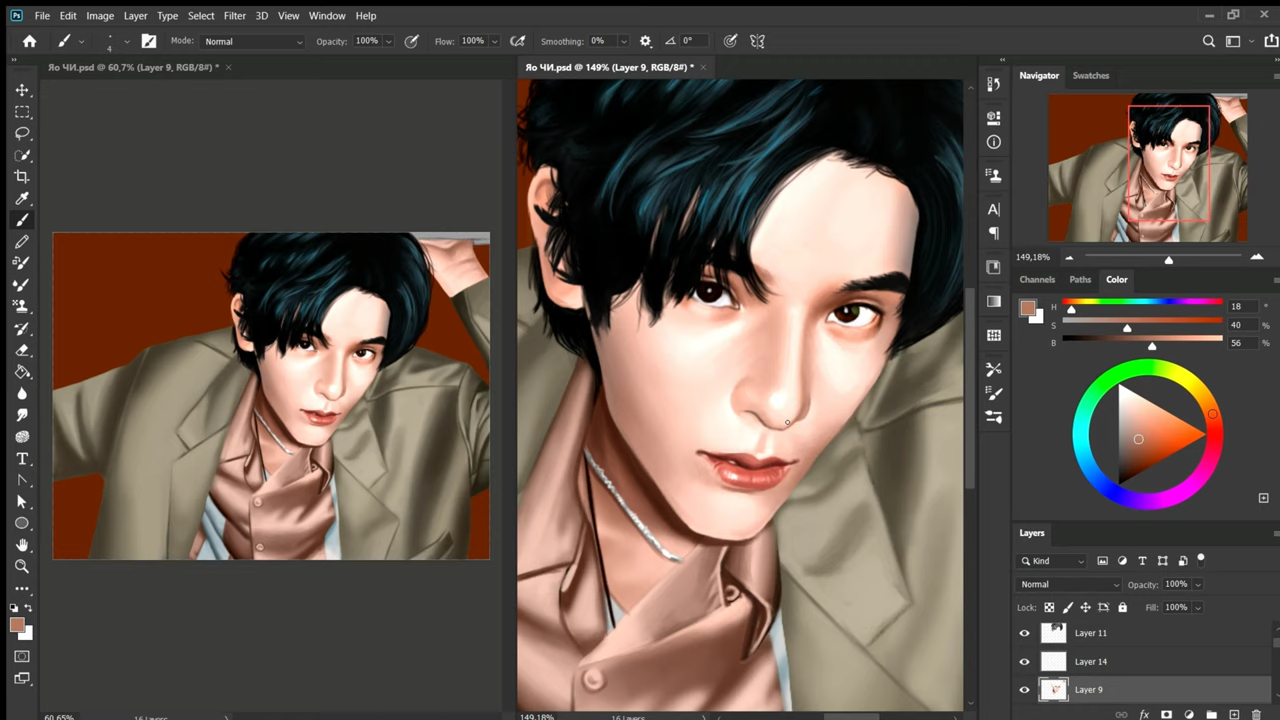 Ps File Edit Image Layer Type Select Filter 3D View Window Help
4 Mode: Normal Opacity: 100% Flow: 100% Smoothing: 0% 0°
Яо ЧИ.psd @ 60,7% (Layer 9, RGB/8#) * ×
Яо ЧИ.psd @ 149% (Layer 9, RGB/8#) * ×
Navigator Swatches
149,18%
Channels Paths Color
H 18 °
S 40 %
B 56 %
Layers
Kind
Normal Opacity: 100%
Lock: Fill: 100%
Layer 11
Layer 14
Layer 9
60,65% 16 Layers
149,18% 16 Layers
fx